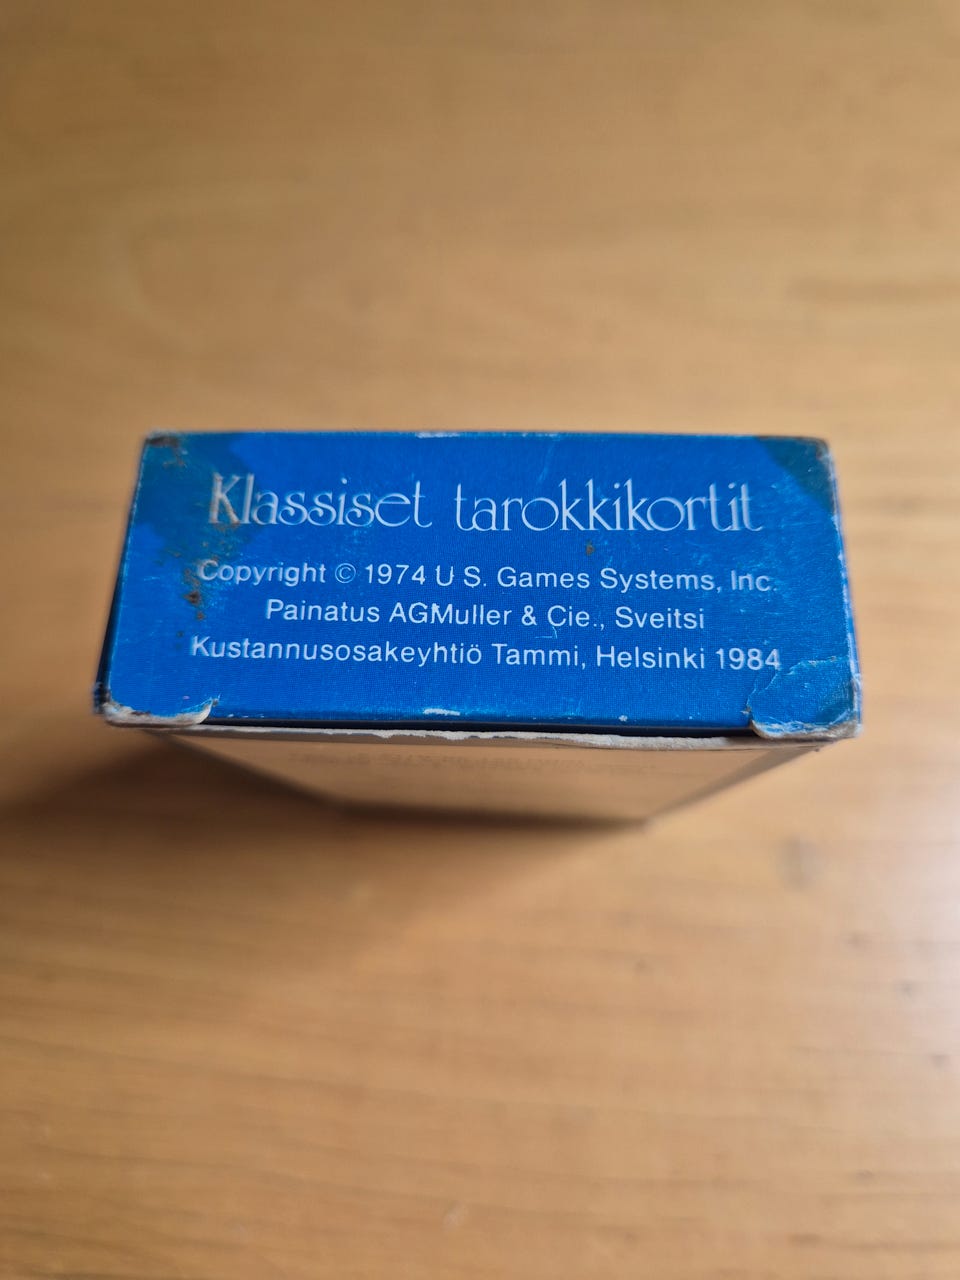 Klassiset tarokkikortit
Copyright © 1974 U S. Games Systems, Inc.
Painatus AGMuller & Cie., Sveitsi
Kustannusosakeyhtiö Tammi, Helsinki 1984